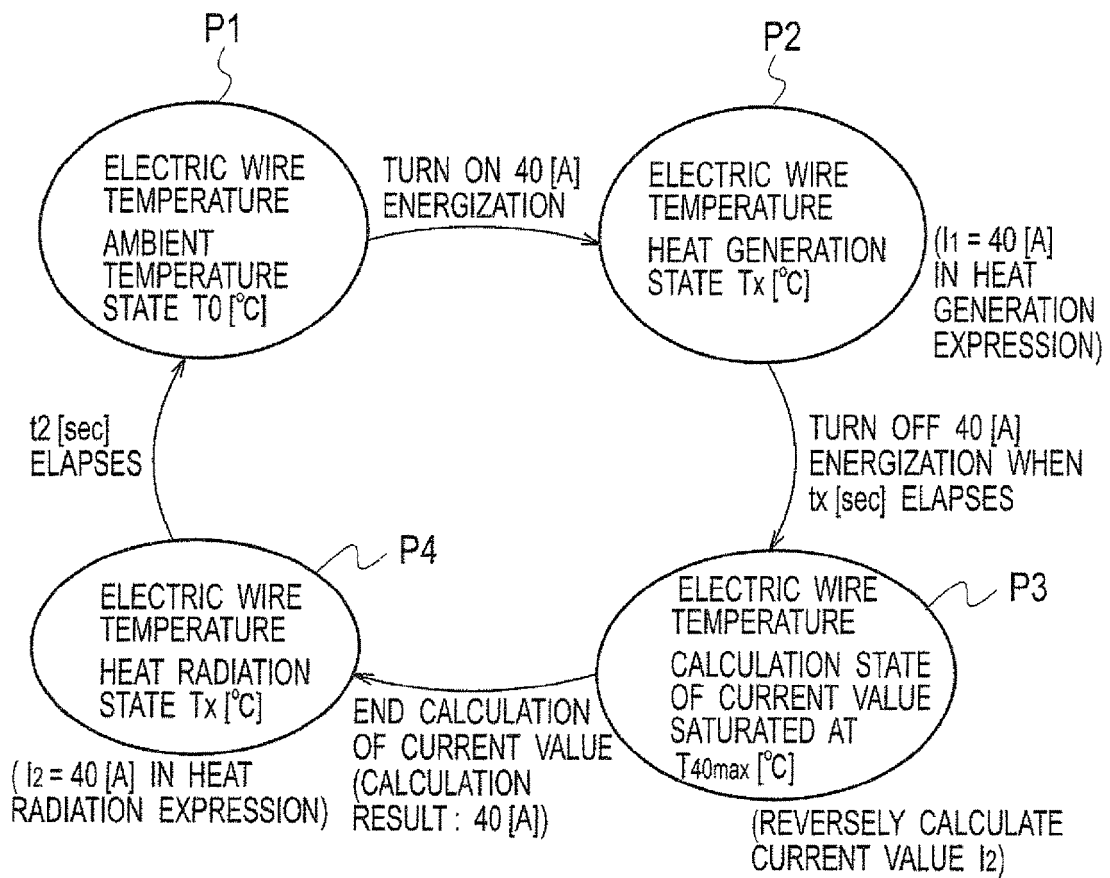 P1
ELECTRIC WIRE
TEMPERATURE
AMBIENT
TEMPERATURE
STATE T0 [°C]
TURN ON 40 [A]
ENERGIZATION
P2
ELECTRIC WIRE
TEMPERATURE
HEAT GENERATION
STATE Tx [°C]
(I1 = 40 [A]
IN HEAT
GENERATION
EXPRESSION)
TURN OFF 40 [A]
ENERGIZATION WHEN
tx [sec] ELAPSES
P3
ELECTRIC WIRE
TEMPERATURE
CALCULATION STATE
OF CURRENT VALUE
SATURATED AT
T40max [°C]
(REVERSELY CALCULATE
CURRENT VALUE I2)
END CALCULATION
OF CURRENT VALUE
(CALCULATION
RESULT : 40 [A])
P4
ELECTRIC WIRE
TEMPERATURE
HEAT RADIATION
STATE Tx [°C]
( I2 = 40 [A] IN HEAT
RADIATION EXPRESSION)
t2 [sec]
ELAPSES